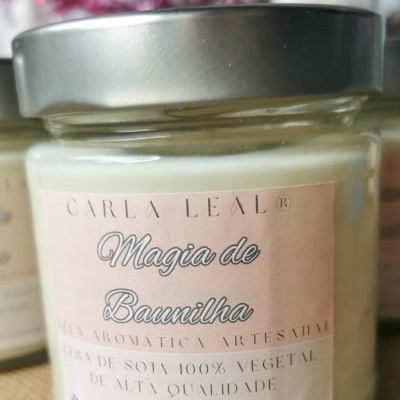 CARLA LEAL®
Magia de
Baunilha
VELA AROMÁTICA ARTESANAL
CERA DE SOJA 100% VEGETAL
DE ALTA QUALIDADE